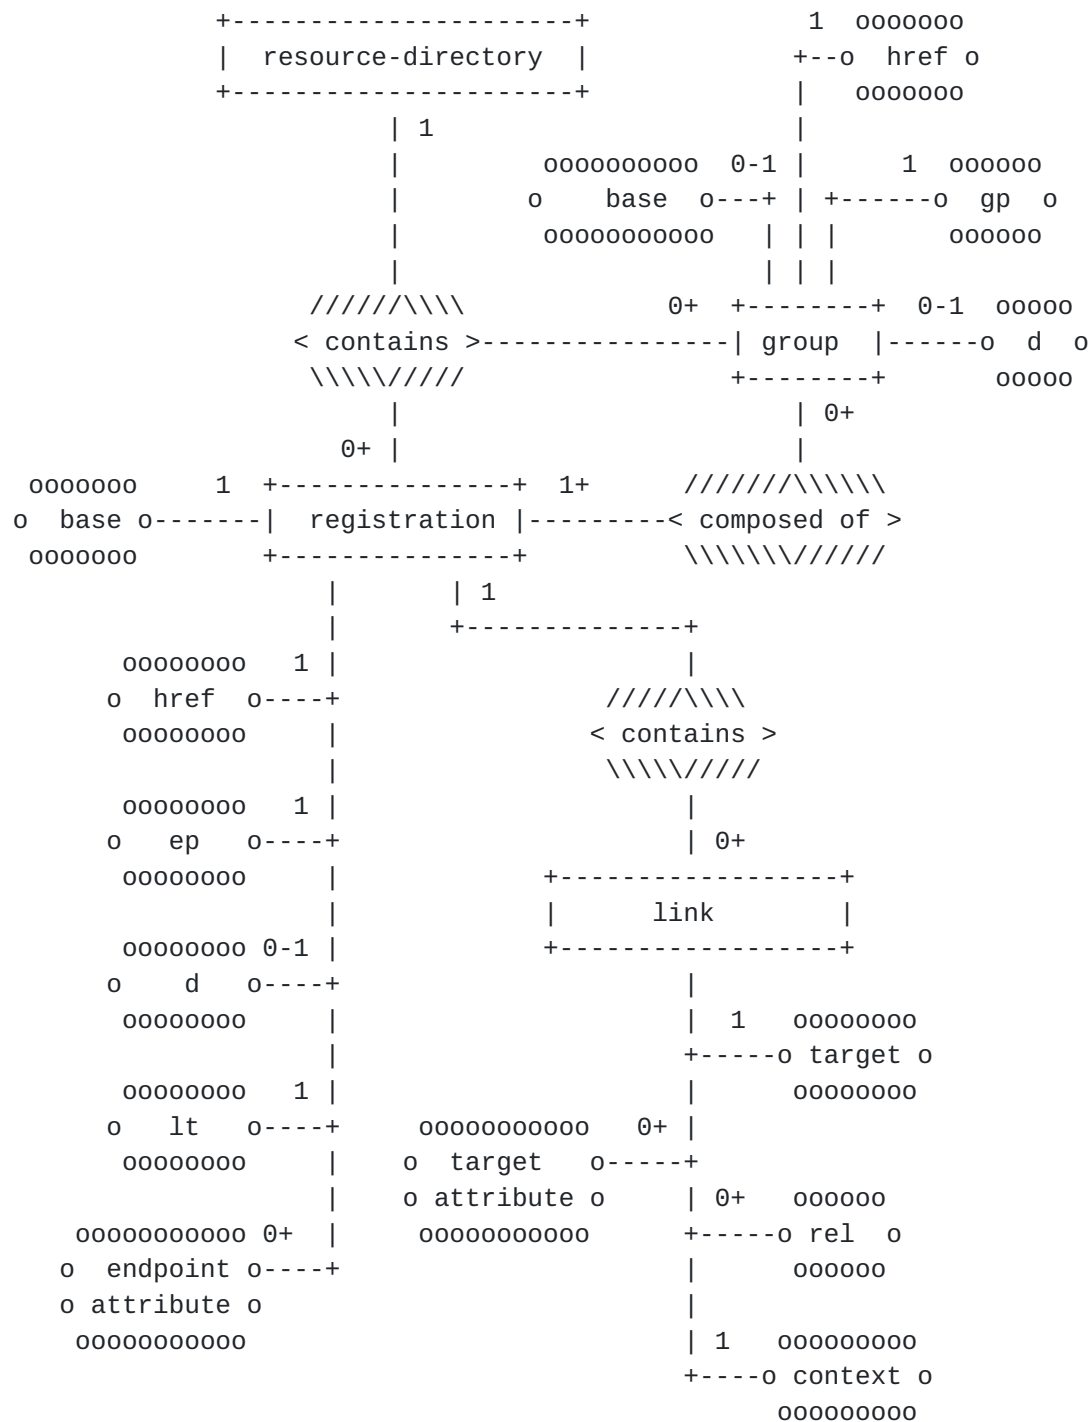 +----------------------+              1  ooooooo
                |  resource-directory  |             +--o  href o
                +----------------------+             |   ooooooo
                           | 1                       |
                           |         oooooooooo  0-1 |      1  oooooo
                           |        o    base  o---+ | +------o  gp  o
                           |         ooooooooooo   | | |       oooooo
                           |                       | | |
                     //////\\\\             0+  +--------+  0-1  ooooo
                    < contains >----------------| group  |------o  d  o
                     \\\\\/////                 +--------+       ooooo
                           |                         | 0+
                        0+ |                         |
   ooooooo     1  +---------------+  1+      ///////\\\\\\
  o  base o-------|  registration |---------< composed of >
   ooooooo        +---------------+          \\\\\\\//////
                       |       | 1
                       |       +--------------+
         oooooooo   1  |                      |
        o  href  o----+                  /////\\\\
         oooooooo      |                < contains >
                       |                 \\\\\/////
         oooooooo   1  |                      |
        o   ep   o----+                       | 0+
         oooooooo      |             +------------------+
                       |             |      link        |
         oooooooo 0-1  |             +------------------+
        o    d   o----+                       |
         oooooooo      |                      |  1   oooooooo
                       |                      +-----o target o
         oooooooo   1  |                      |      oooooooo
        o   lt   o----+     ooooooooooo   0+  |
         oooooooo      |   o  target   o-----+
                       |   o attribute o      | 0+   oooooo
      ooooooooooo 0+   |    ooooooooooo       +-----o rel  o
     o  endpoint o----+                       |      oooooo
     o attribute o                            |
      ooooooooooo                             | 1   ooooooooo
                                              +----o context o
                                                    ooooooooo